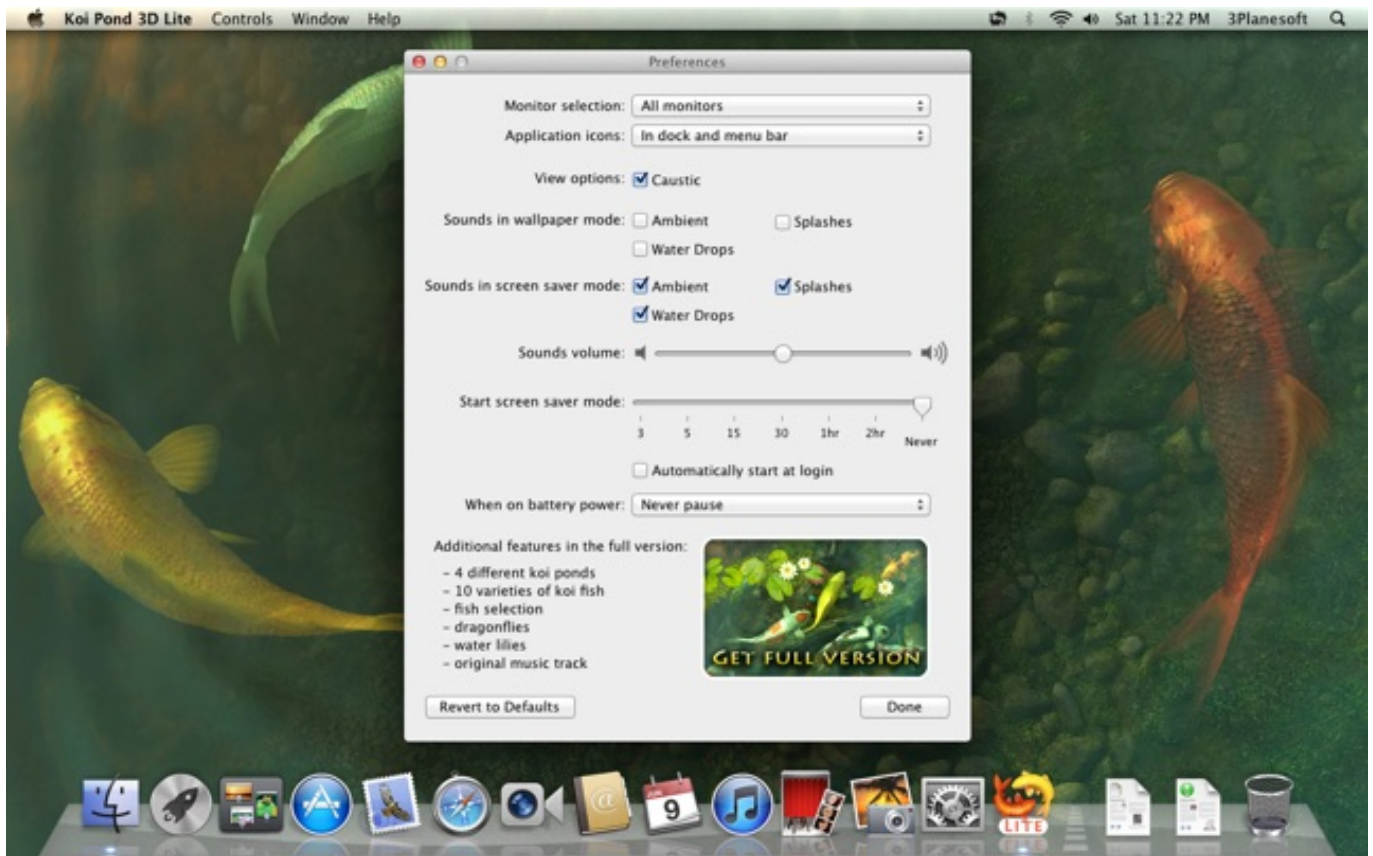 Koi Pond 3D Lite Controls Window Help Sat 11:22 PM 3Planesoft
Preferences
Monitor selection: All monitors
Application icons: In dock and menu bar
View options: Caustic
Sounds in wallpaper mode: Ambient Splashes
Water Drops
Sounds in screen saver mode: Ambient Splashes
Water Drops
Sounds volume:
Start screen saver mode:
3 5 15 30 1hr 2hr Never
Automatically start at login
When on battery power: Never pause
Additional features in the full version:
– 4 different koi ponds
– 10 varieties of koi fish
– fish selection
– dragonflies
– water lilies
– original music track
GET FULL VERSION
Revert to Defaults Done
JUN
9
LITE